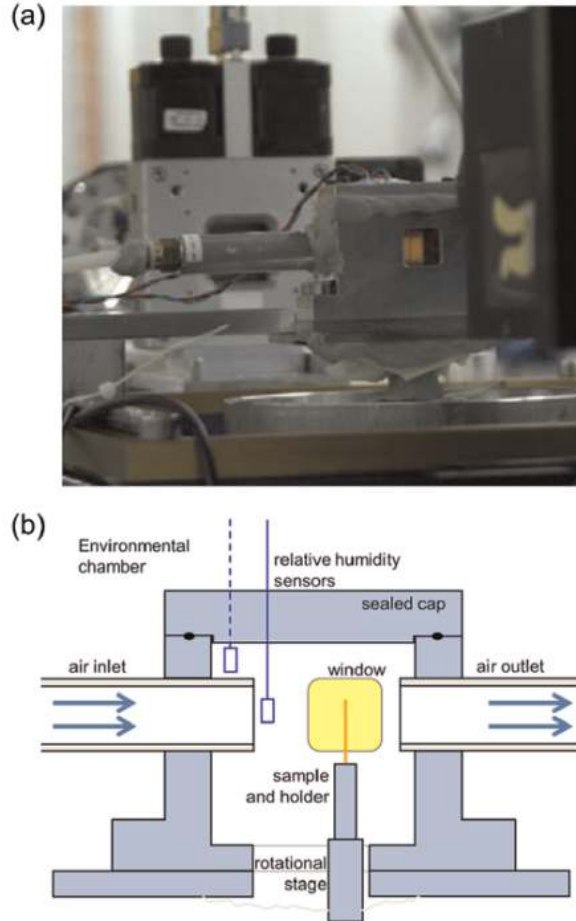 (a)
(b)
Environmental
chamber
relative humidity
sensors
sealed cap
air inlet
window
air outlet
sample
and holder
rotational
stage